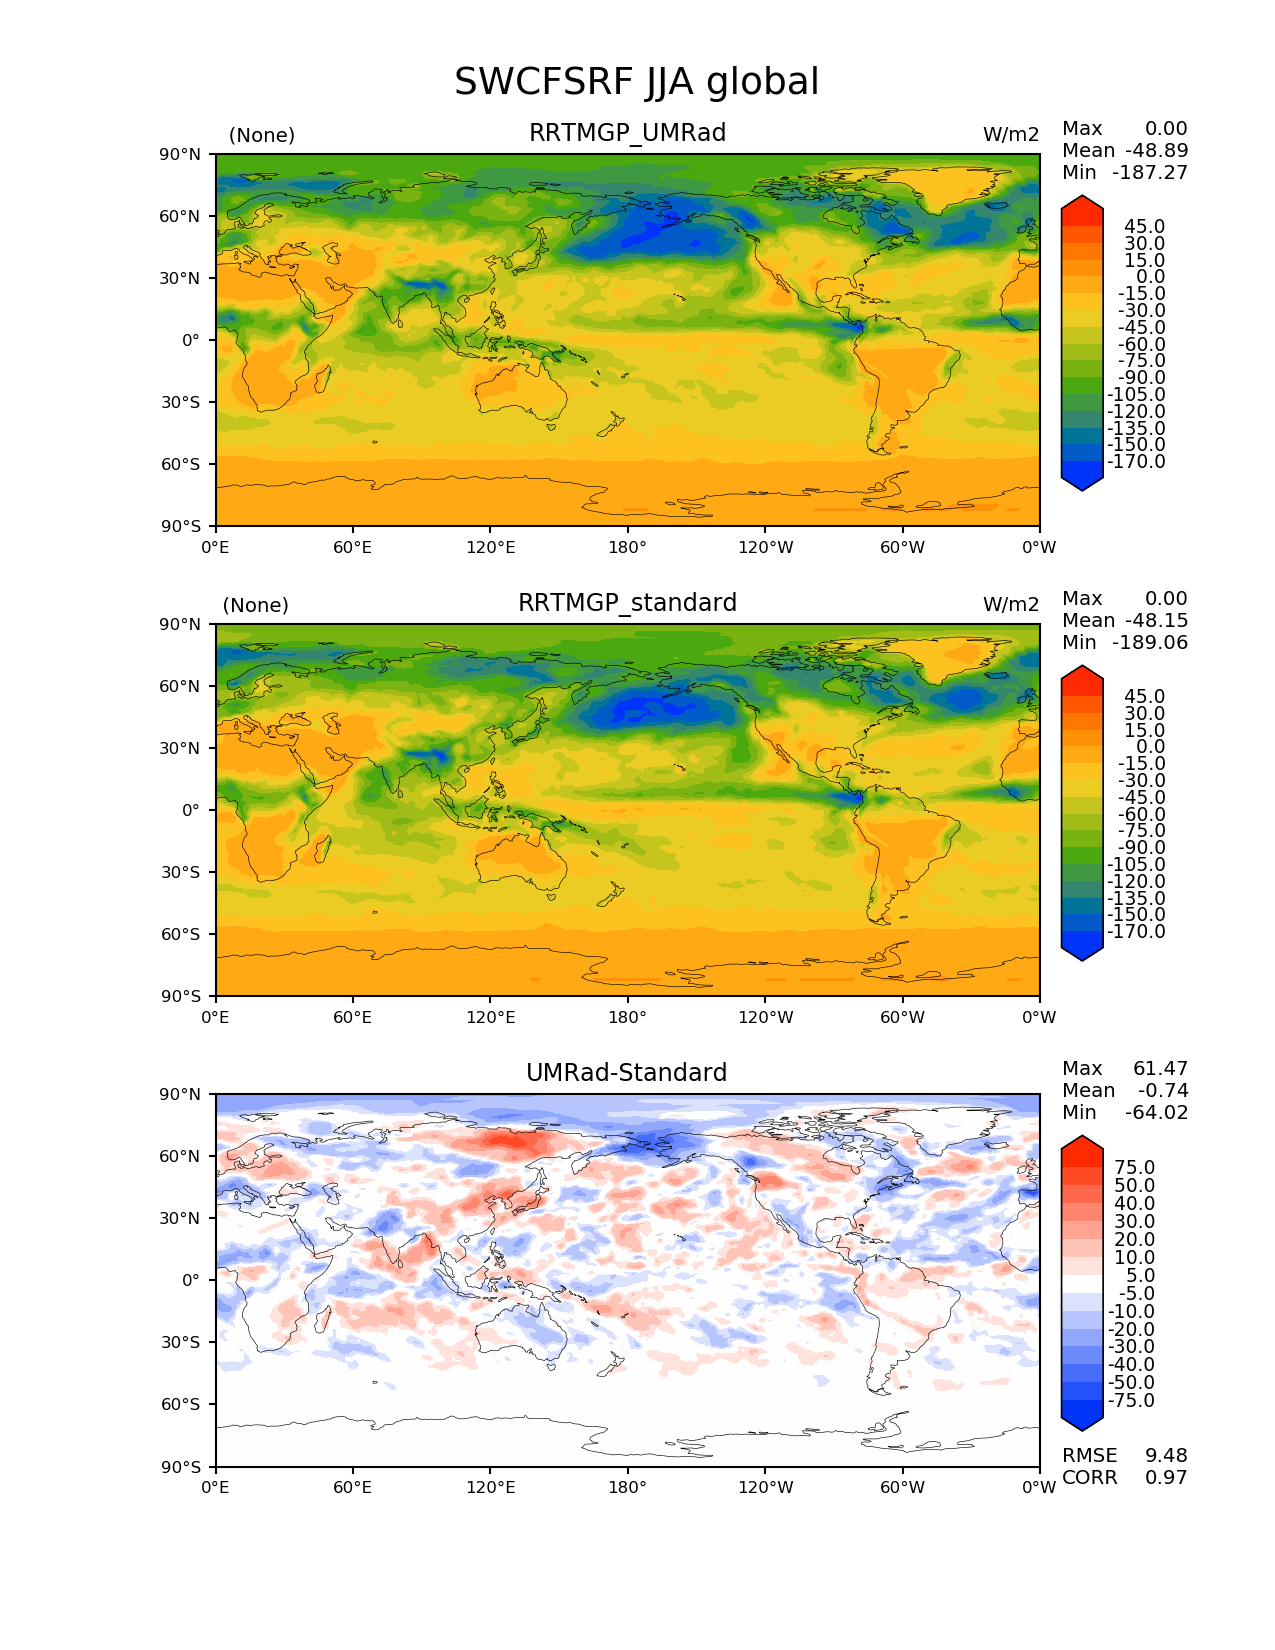 SWCFSRF JJA global
(None) RRTMGP_UMRad W/m2
Max 0.00
Mean -48.89
Min -187.27
90°N
60°N
30°N
0°
30°S
60°S
90°S
0°E 60°E 120°E 180° 120°W 60°W 0°W
45.0
30.0
15.0
0.0
-15.0
-30.0
-45.0
-60.0
-75.0
-90.0
-105.0
-120.0
-135.0
-150.0
-170.0
(None) RRTMGP_standard W/m2
Max 0.00
Mean -48.15
Min -189.06
90°N
60°N
30°N
0°
30°S
60°S
90°S
0°E 60°E 120°E 180° 120°W 60°W 0°W
45.0
30.0
15.0
0.0
-15.0
-30.0
-45.0
-60.0
-75.0
-90.0
-105.0
-120.0
-135.0
-150.0
-170.0
UMRad-Standard
Max 61.47
Mean -0.74
Min -64.02
90°N
60°N
30°N
0°
30°S
60°S
90°S
0°E 60°E 120°E 180° 120°W 60°W 0°W
75.0
50.0
40.0
30.0
20.0
10.0
5.0
-5.0
-10.0
-20.0
-30.0
-40.0
-50.0
-75.0
RMSE 9.48
CORR 0.97